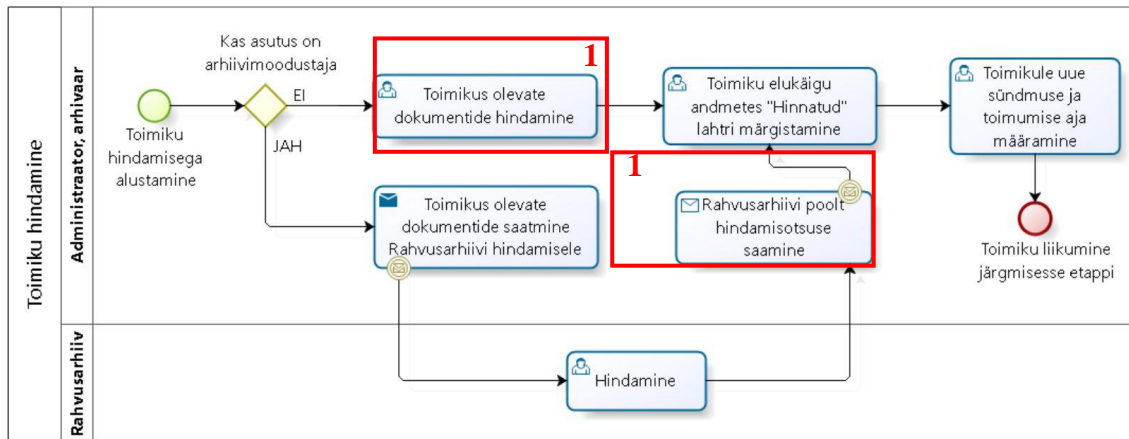 Toimiku hindamine
Administraator, arhivaar
Rahvusarhiiv
Kas asutus on
arhiivimoodustaja
EI
JAH
Toimiku
hindamisega
alustamine
1
Toimikus olevate
dokumentide hindamine
Toimiku elukäigu
andmetes "Hinnatud"
lahtri märgistamine
Toimikule uue
sündmuse ja
toimumise aja
määramine
Toimikus olevate
dokumentide saatmine
Rahvusarhiivi hindamisele
1
Rahvusarhiivi poolt
hindamisotsuse
saamine
Toimiku liikumine
järgmisesse etappi
Hindamine